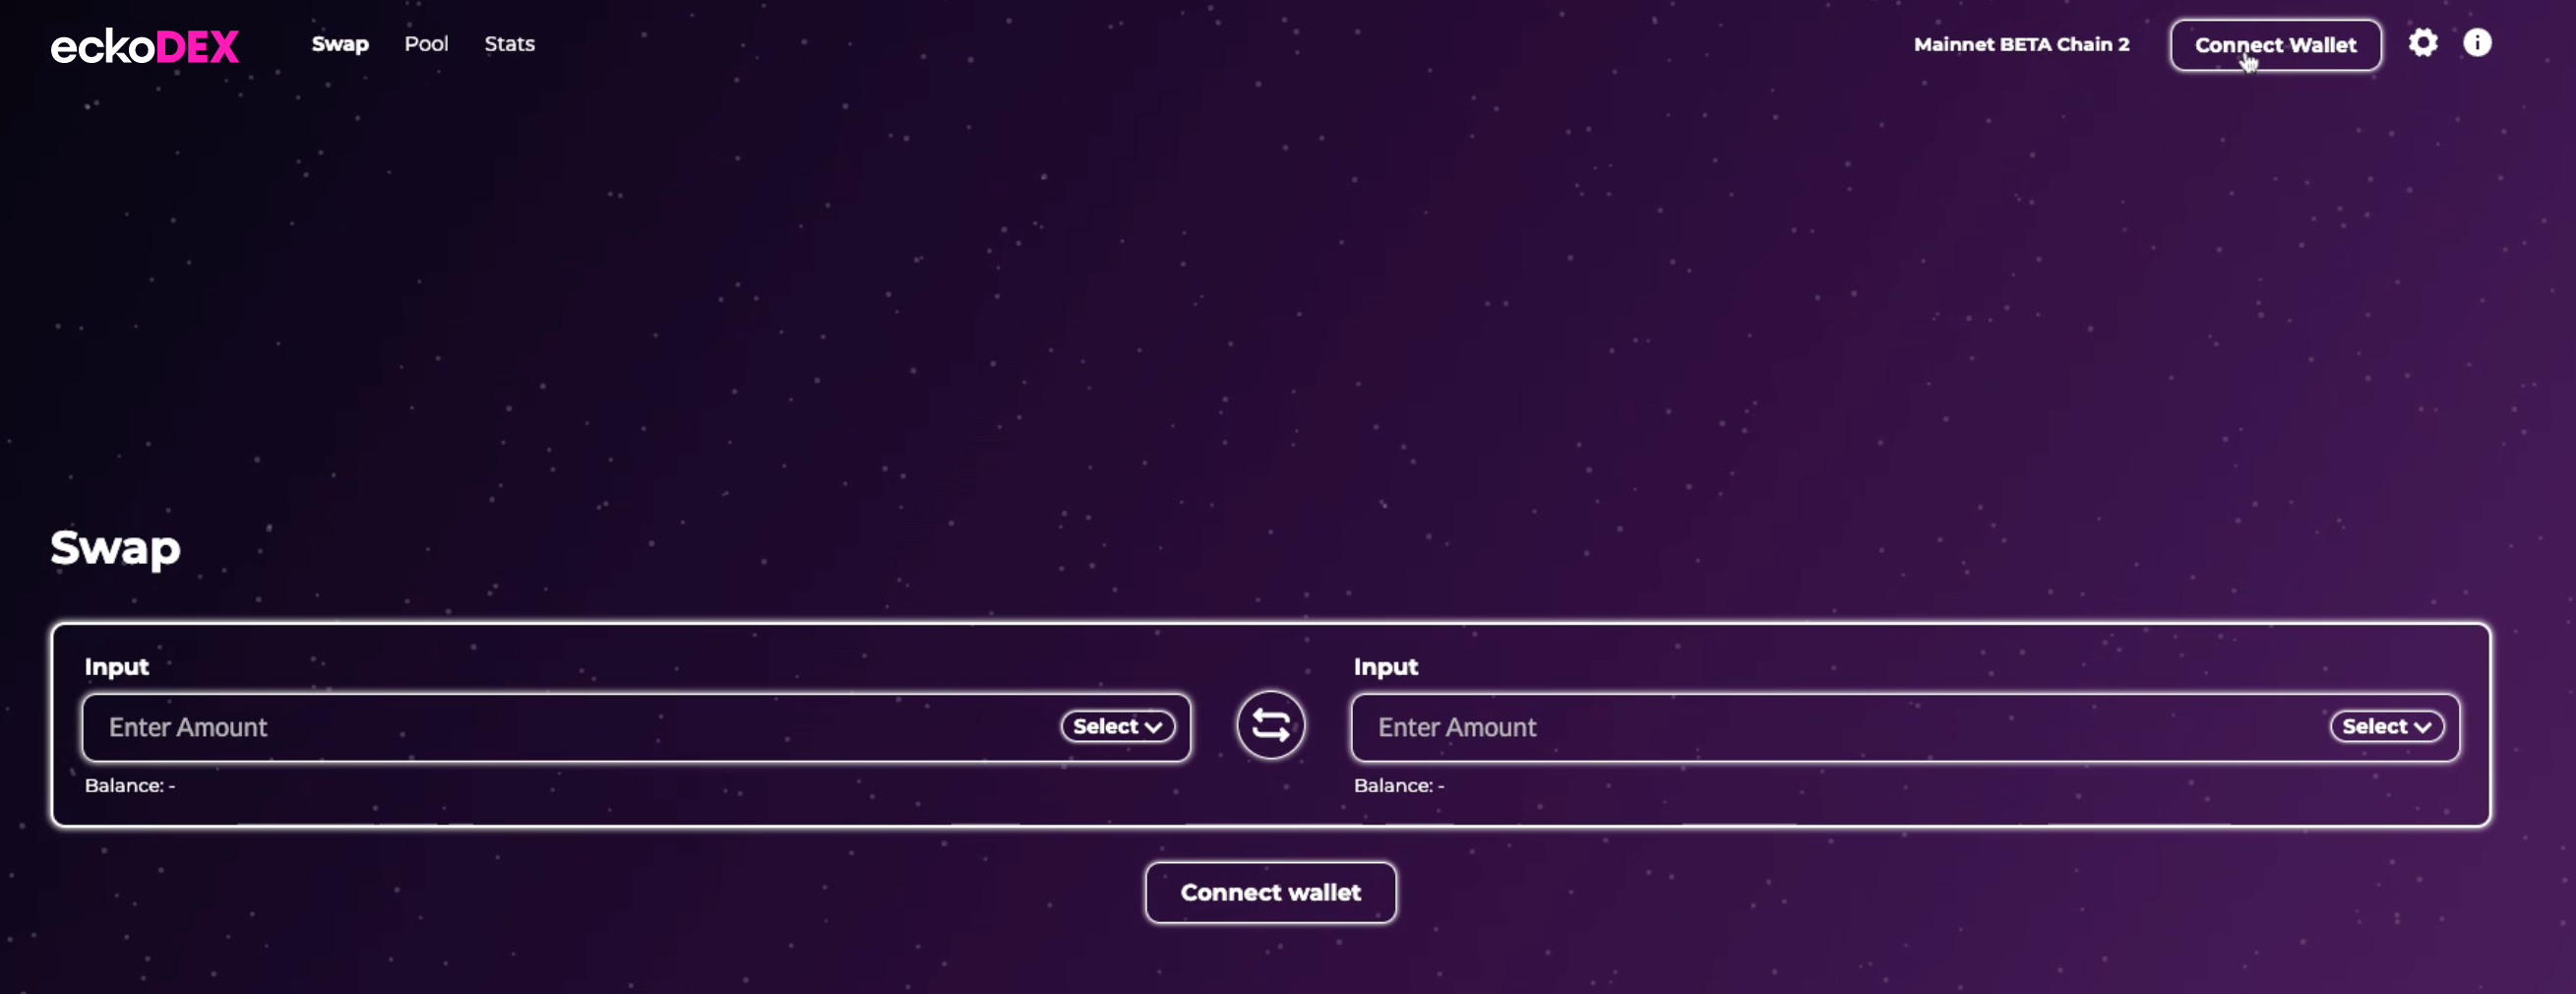 eckoDEX Swap Pool Stats Mainnet BETA Chain 2 Connect Wallet
Swap
Input Input
Enter Amount Select Enter Amount Select
Balance: - Balance: -
Connect wallet